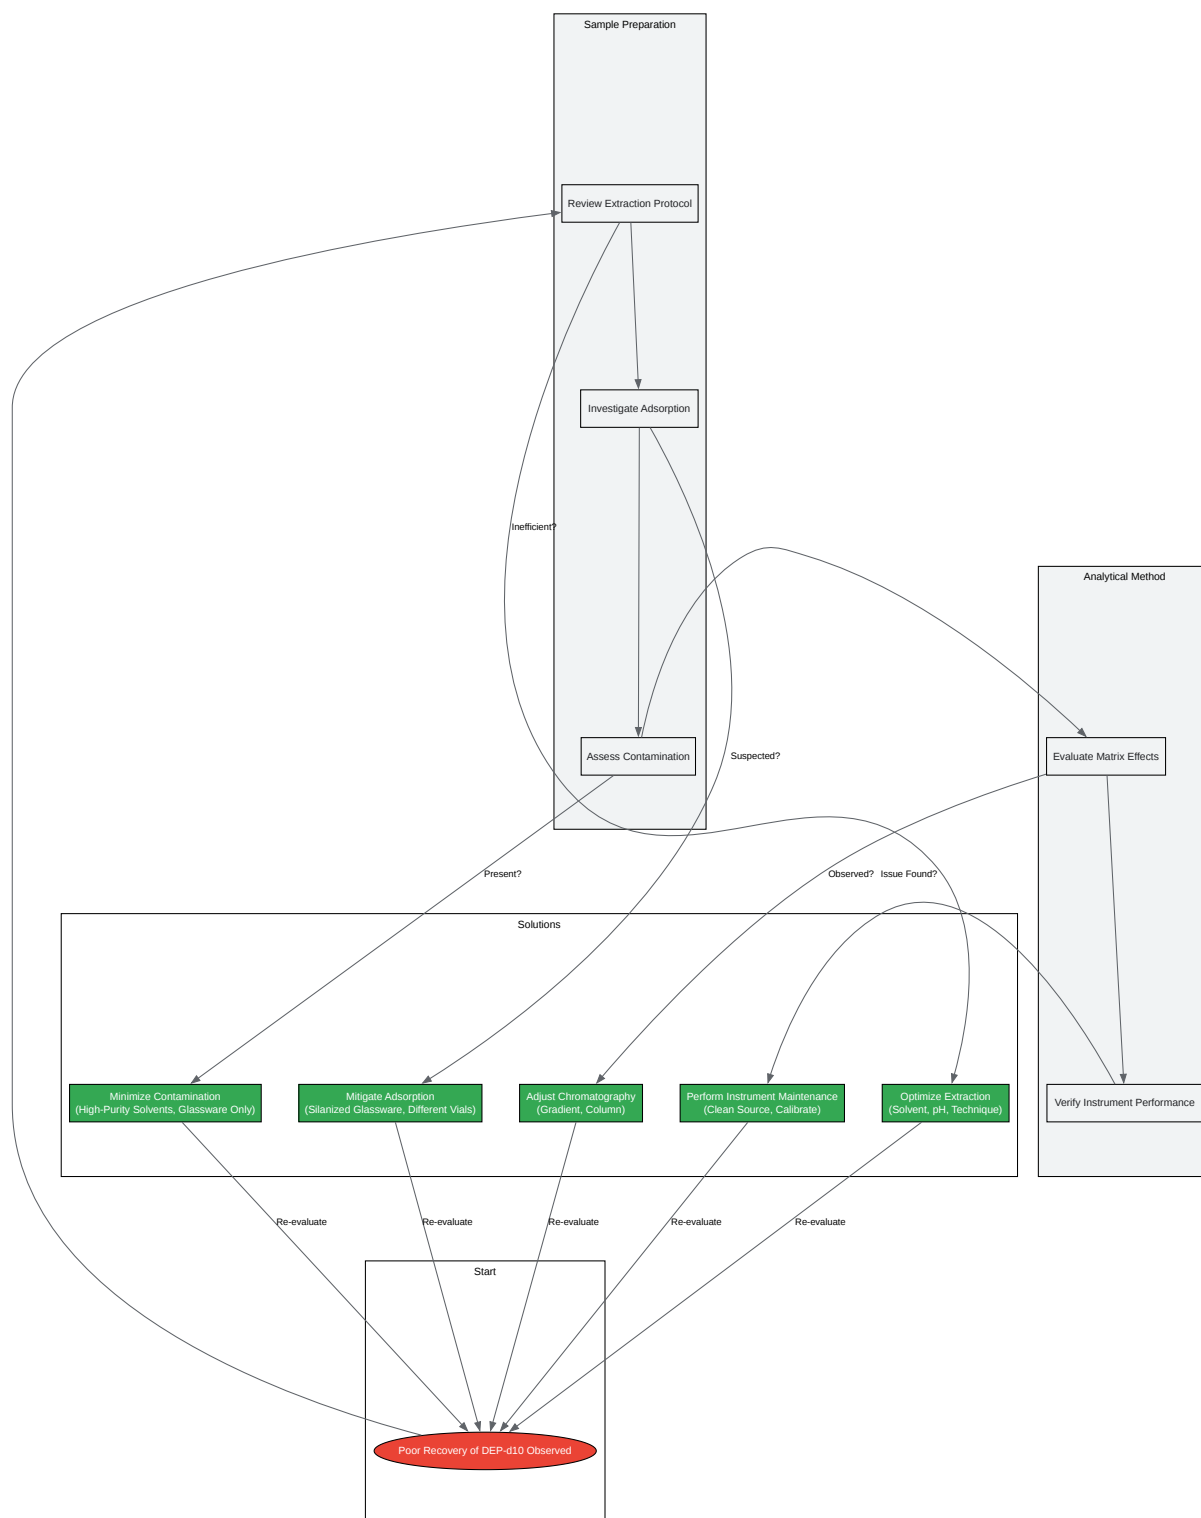 Sample Preparation
Review Extraction Protocol
Investigate Adsorption
Inefficient?
Analytical Method
Assess Contamination
Suspected?
Evaluate Matrix Effects
Present?
Observed?
Issue Found?
Solutions
Minimize Contamination
(High-Purity Solvents, Glassware Only)
Mitigate Adsorption
(Silanized Glassware, Different Vials)
Adjust Chromatography
(Gradient, Column)
Perform Instrument Maintenance
(Clean Source, Calibrate)
Optimize Extraction
(Solvent, pH, Technique)
Verify Instrument Performance
Re-evaluate
Re-evaluate
Re-evaluate
Re-evaluate
Re-evaluate
Start
Poor Recovery of DEP-d10 Observed